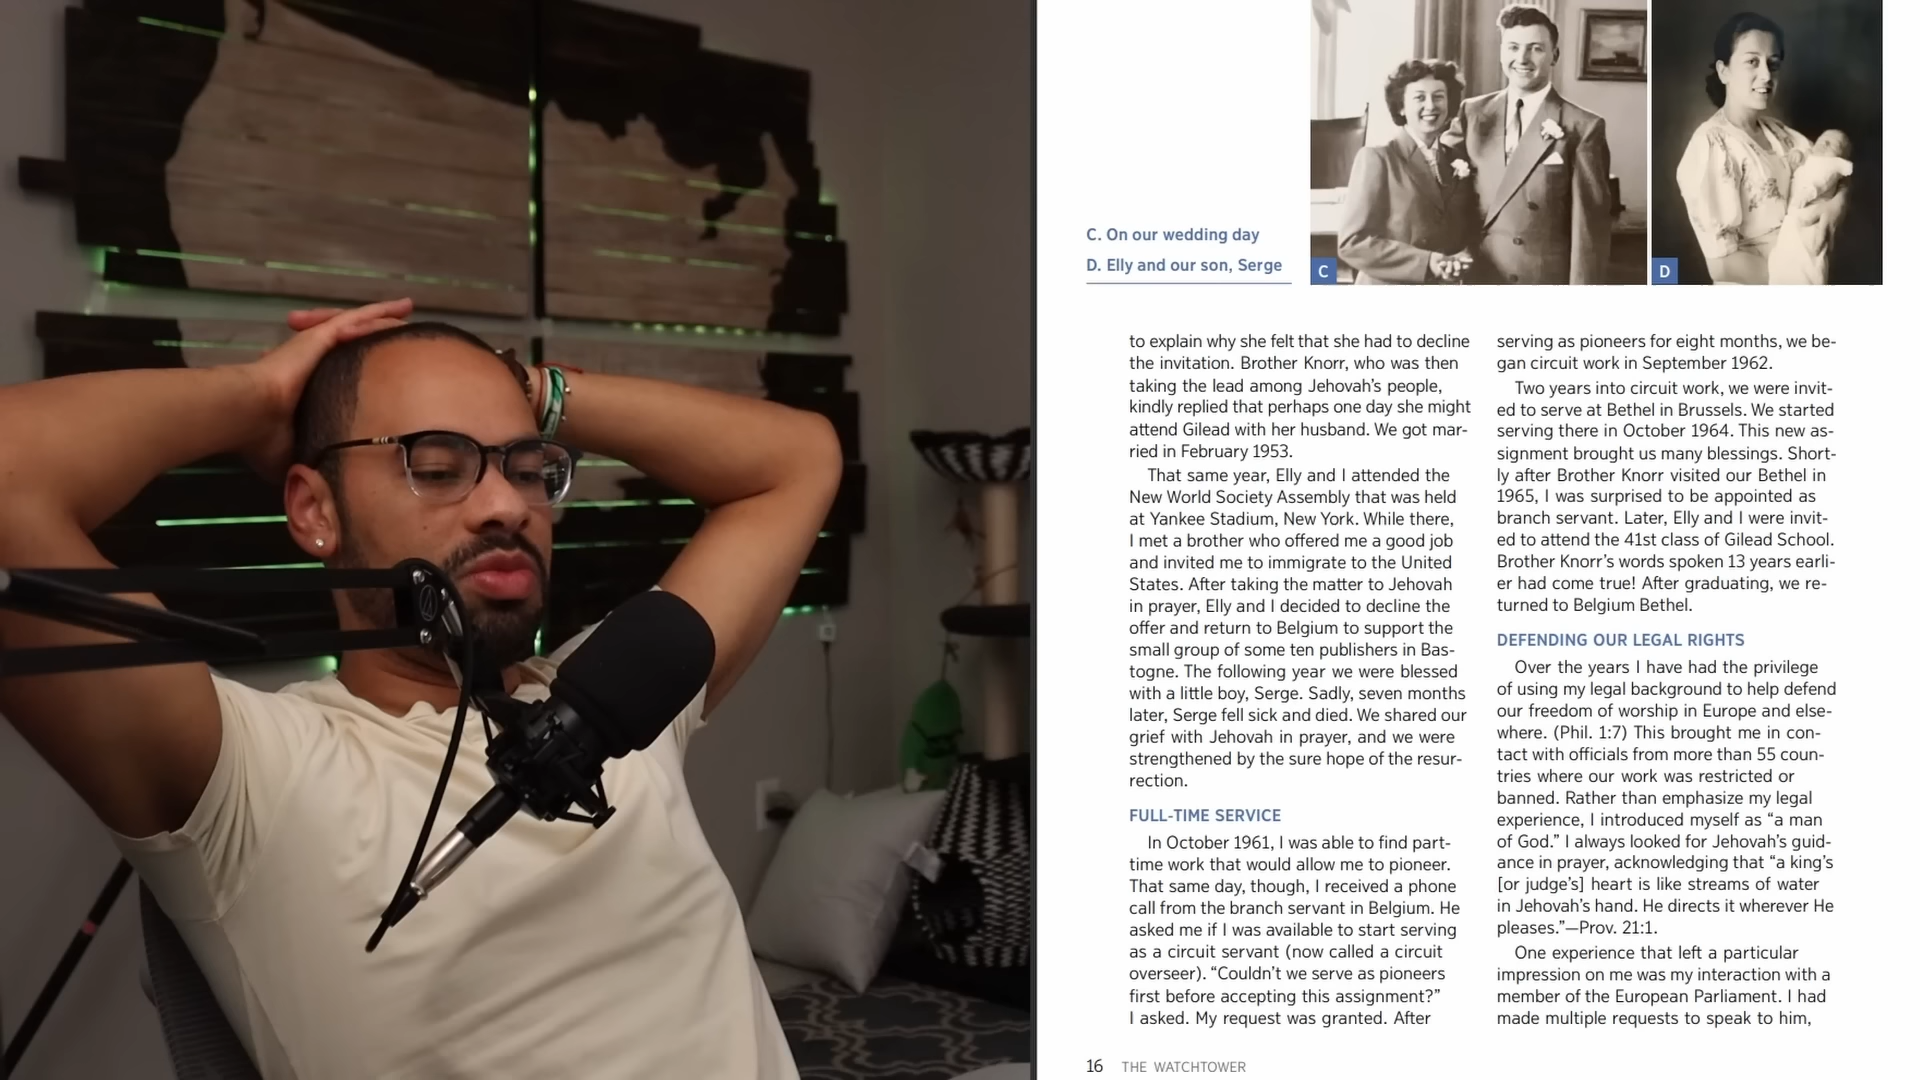 C. On our wedding day
D. Elly and our son, Serge
C
D
to explain why she felt that she had to decline
the invitation. Brother Knorr, who was then
taking the lead among Jehovah’s people,
kindly replied that perhaps one day she might
attend Gilead with her husband. We got mar-
ried in February 1953.
That same year, Elly and I attended the
New World Society Assembly that was held
at Yankee Stadium, New York. While there,
I met a brother who offered me a good job
and invited me to immigrate to the United
States. After taking the matter to Jehovah
in prayer, Elly and I decided to decline the
offer and return to Belgium to support the
small group of some ten publishers in Bas-
togne. The following year we were blessed
with a little boy, Serge. Sadly, seven months
later, Serge fell sick and died. We shared our
grief with Jehovah in prayer, and we were
strengthened by the sure hope of the resur-
rection.
FULL-TIME SERVICE
In October 1961, I was able to find part-
time work that would allow me to pioneer.
That same day, though, I received a phone
call from the branch servant in Belgium. He
asked me if I was available to start serving
as a circuit servant (now called a circuit
overseer). “Couldn’t we serve as pioneers
first before accepting this assignment?”
I asked. My request was granted. After
serving as pioneers for eight months, we be-
gan circuit work in September 1962.
Two years into circuit work, we were invit-
ed to serve at Bethel in Brussels. We started
serving there in October 1964. This new as-
signment brought us many blessings. Short-
ly after Brother Knorr visited our Bethel in
1965, I was surprised to be appointed as
branch servant. Later, Elly and I were invit-
ed to attend the 41st class of Gilead School.
Brother Knorr’s words spoken 13 years earli-
er had come true! After graduating, we re-
turned to Belgium Bethel.
DEFENDING OUR LEGAL RIGHTS
Over the years I have had the privilege
of using my legal background to help defend
our freedom of worship in Europe and else-
where. (Phil. 1:7) This brought me in con-
tact with officials from more than 55 coun-
tries where our work was restricted or
banned. Rather than emphasize my legal
experience, I introduced myself as “a man
of God.” I always looked for Jehovah’s guid-
ance in prayer, acknowledging that “a king’s
[or judge’s] heart is like streams of water
in Jehovah’s hand. He directs it wherever He
pleases.”—Prov. 21:1.
One experience that left a particular
impression on me was my interaction with a
member of the European Parliament. I had
made multiple requests to speak to him,
16 THE WATCHTOWER